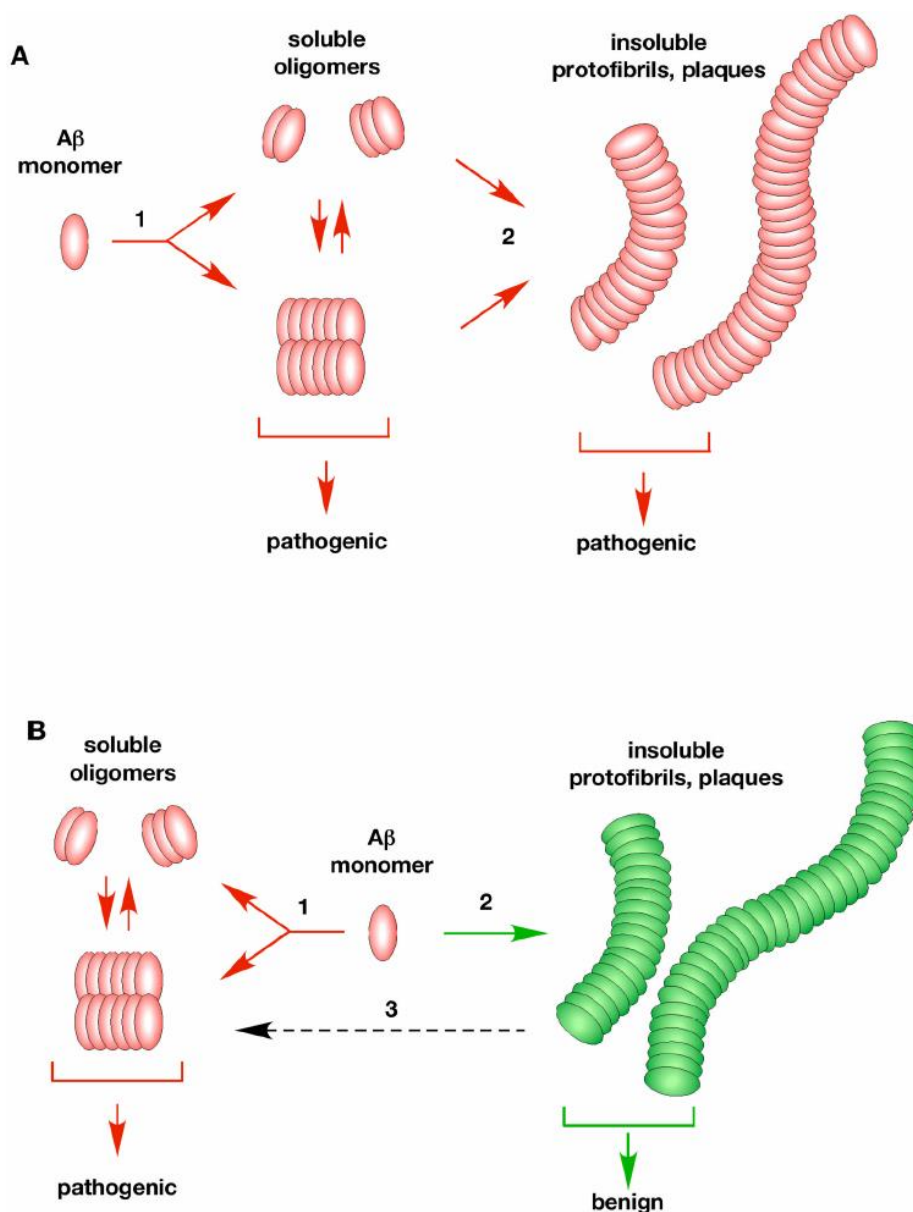 A
soluble
oligomers
insoluble
protofibrils, plaques
Aβ
monomer
1
2
pathogenic
pathogenic
B
soluble
oligomers
insoluble
protofibrils, plaques
Aβ
monomer
1
2
3
pathogenic
benign